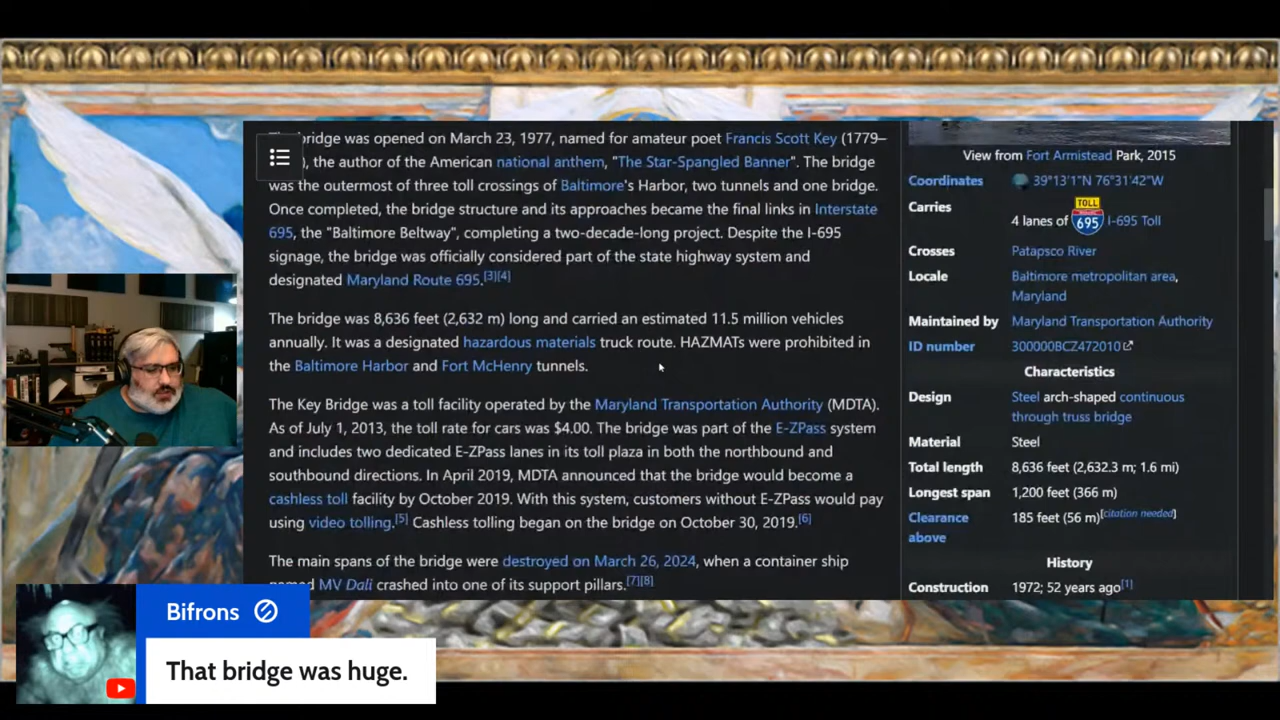 bridge was opened on March 23, 1977, named for amateur poet Francis Scott Key (1779–
), the author of the American national anthem, "The Star-Spangled Banner". The bridge
was the outermost of three toll crossings of Baltimore's Harbor, two tunnels and one bridge.
Once completed, the bridge structure and its approaches became the final links in Interstate
695, the "Baltimore Beltway", completing a two-decade-long project. Despite the I-695
signage, the bridge was officially considered part of the state highway system and
designated Maryland Route 695.[3][4]
The bridge was 8,636 feet (2,632 m) long and carried an estimated 11.5 million vehicles
annually. It was a designated hazardous materials truck route. HAZMATs were prohibited in
the Baltimore Harbor and Fort McHenry tunnels.
The Key Bridge was a toll facility operated by the Maryland Transportation Authority (MDTA).
As of July 1, 2013, the toll rate for cars was $4.00. The bridge was part of the E-ZPass system
and includes two dedicated E-ZPass lanes in its toll plaza in both the northbound and
southbound directions. In April 2019, MDTA announced that the bridge would become a
cashless toll facility by October 2019. With this system, customers without E-ZPass would pay
using video tolling.[5] Cashless tolling began on the bridge on October 30, 2019.[6]
The main spans of the bridge were destroyed on March 26, 2024, when a container ship
named MV Dali crashed into one of its support pillars.[7][8]
View from Fort Armistead Park, 2015
Coordinates 39°13′1″N 76°31′42″W
Carries 4 lanes of TOLL 695 I-695 Toll
Crosses Patapsco River
Locale Baltimore metropolitan area,
Maryland
Maintained by Maryland Transportation Authority
ID number 300000BCZ472010
Characteristics
Design Steel arch-shaped continuous
through truss bridge
Material Steel
Total length 8,636 feet (2,632.3 m; 1.6 mi)
Longest span 1,200 feet (366 m)
Clearance 185 feet (56 m)[citation needed]
above
History
Construction 1972; 52 years ago[1]
Bifrons
That bridge was huge.